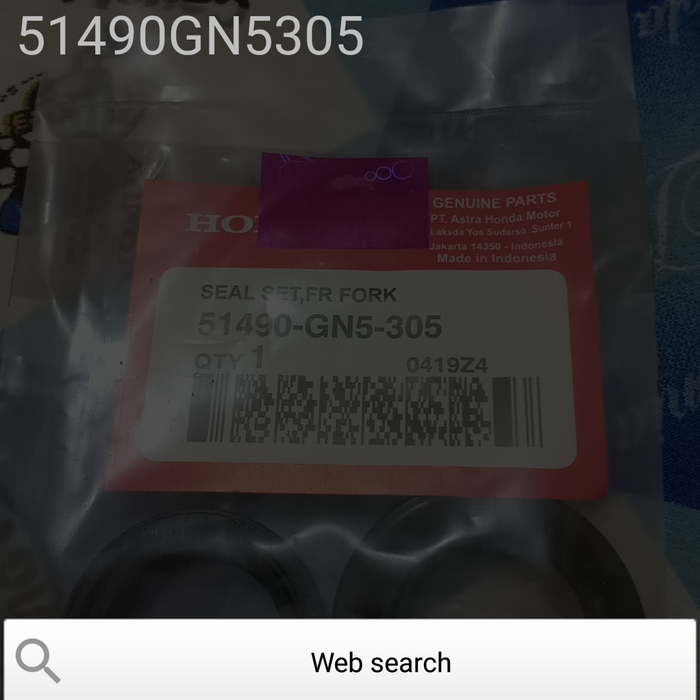 51490GN5305
HO
GENUINE PARTS
PT. Astra Honda Motor
Laksda Yos Sudarso. Sunter 1
Jakarta 14350 - Indonesia
Made in Indonesia
SEAL SET,FR FORK
51490-GN5-305
QTY 1 0419Z4
Web search